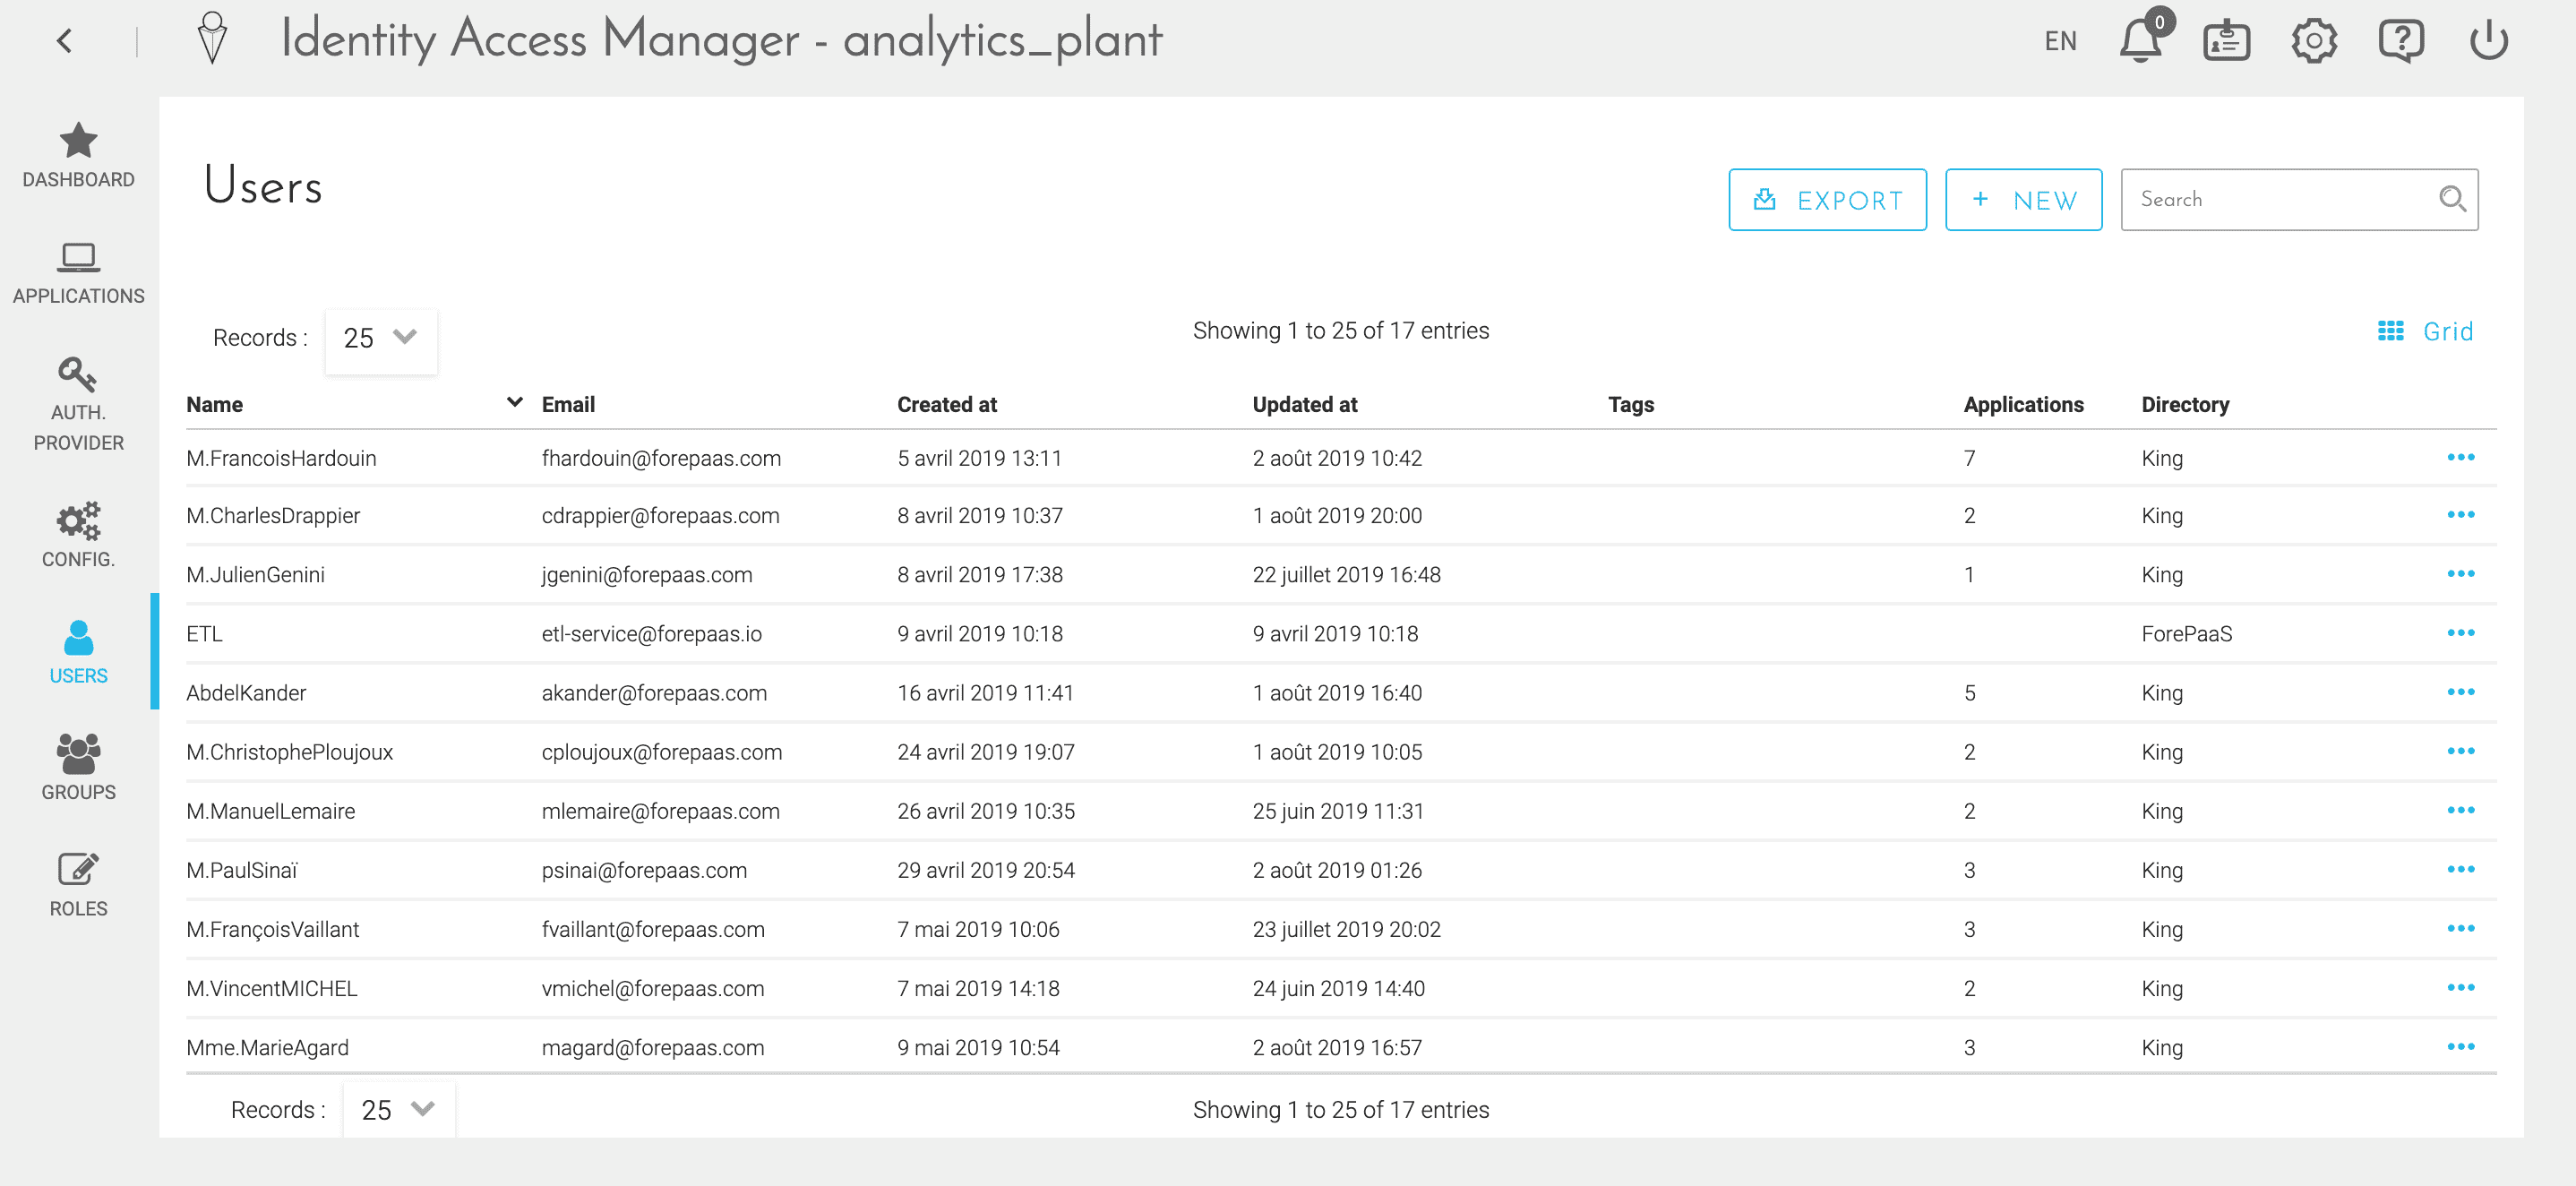 Identity Access Manager - analytics_plant
EN
0
DASHBOARD
APPLICATIONS
AUTH.
PROVIDER
CONFIG.
USERS
GROUPS
ROLES
Users
EXPORT
+ NEW
Search
Records : 25
Showing 1 to 25 of 17 entries
Grid
Name Email Created at Updated at Tags Applications Directory
M.FrancoisHardouin fhardouin@forepaas.com 5 avril 2019 13:11 2 août 2019 10:42 7 King
M.CharlesDrappier cdrappier@forepaas.com 8 avril 2019 10:37 1 août 2019 20:00 2 King
M.JulienGenini jgenini@forepaas.com 8 avril 2019 17:38 22 juillet 2019 16:48 1 King
ETL etl-service@forepaas.io 9 avril 2019 10:18 9 avril 2019 10:18 ForePaaS
AbdelKander akander@forepaas.com 16 avril 2019 11:41 1 août 2019 16:40 5 King
M.ChristophePloujoux cploujoux@forepaas.com 24 avril 2019 19:07 1 août 2019 10:05 2 King
M.ManuelLemaire mlemaire@forepaas.com 26 avril 2019 10:35 25 juin 2019 11:31 2 King
M.PaulSinaï psinai@forepaas.com 29 avril 2019 20:54 2 août 2019 01:26 3 King
M.FrançoisVaillant fvaillant@forepaas.com 7 mai 2019 10:06 23 juillet 2019 20:02 3 King
M.VincentMICHEL vmichel@forepaas.com 7 mai 2019 14:18 24 juin 2019 14:40 2 King
Mme.MarieAgard magard@forepaas.com 9 mai 2019 10:54 2 août 2019 16:57 3 King
Records : 25
Showing 1 to 25 of 17 entries